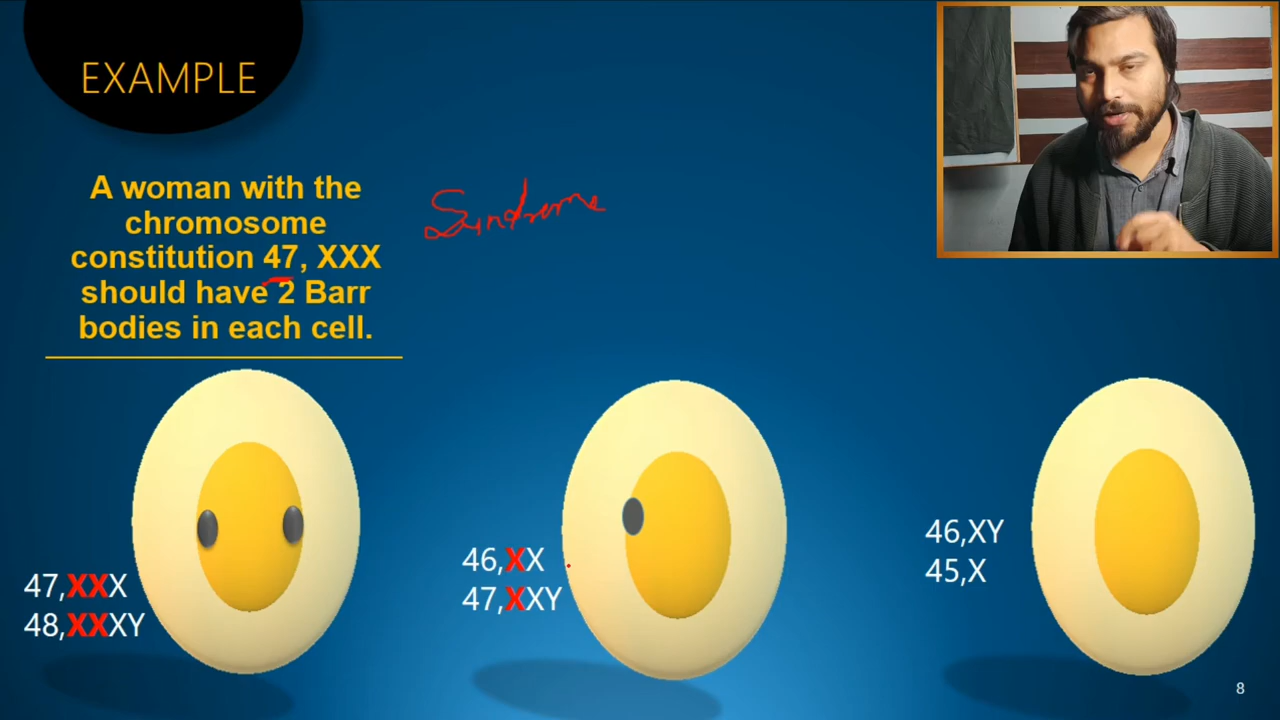 EXAMPLE
A woman with the
chromosome
constitution 47, XXX
should have 2 Barr
bodies in each cell.
Syndrome
47,XXX
48,XXXY
46,XX
47,XXY
46,XY
45,X
8